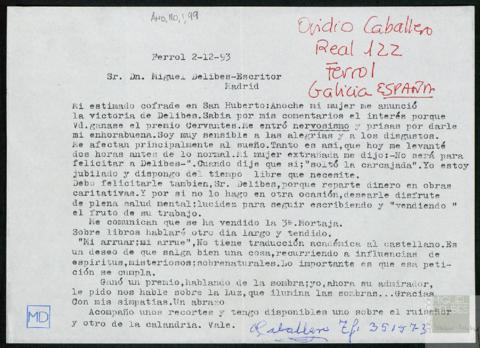 AMD,110,1,99
Ovidio Caballero
Real 122
Ferrol
Galicia ESPAÑA
Ferrol 2-12-93
Sr. Dn. Miguel Delibes-Escritor
Madrid
Mi estimado cofrade en San Huberto:Anoche mi mujer me anunció
la victoria de Delibes.Sabía por mis comentarios el interés porque
Vd.ganase el premio Cervantes.Me entró nervosismo y prisas por darle
mi enhorabuena.Soy muy sensible a las alegrias y a los disgustos.
Me afectan principalmente al sueño.Tanto es asi,que hoy me levanté
dos horas antes de lo normal.Mi mujer extrañada me dijo:-No será para
felicitar a Delibes-".Cuando dije que si;"soltó la carcajada".Yo estoy
jubilado y dispongo del tiempo libre que necesite.
Debo felicitarle tambien,Sr. Delibes,porque reparte dinero en obras
caritativas.Y por si no lo hago en otra ocasión,desearle disfrute
de plena salud mental;lucidez para seguir escribiendo y "vendiendo"
el fruto de su trabajo.
Me comunican que se ha vendido la 3ª.Mortaja.
Sobre libros hablaré otro dia largo y tendido.
"Mi arruar;mi arrue",No tiene traducción académica al castellano.Es
un deseo de que salga bien una cosa,recurriendo a influencias de
espiritus,misteriosos;sobrenaturales.Lo importante es que esa peti-
ción se cumpla.
Ganó un premio,hablando de la sombra;yo,ahora su admirador,
le pido nos hable sobre la Luz,que ilumina las sombras...Gracias
Con mis simpatias.Un abrazo
Acompaño unos recortes y tengo disponibles uno sobre el ruiseñor
y otro de la calandria. Vale.
Caballero Tf: 351473
MD